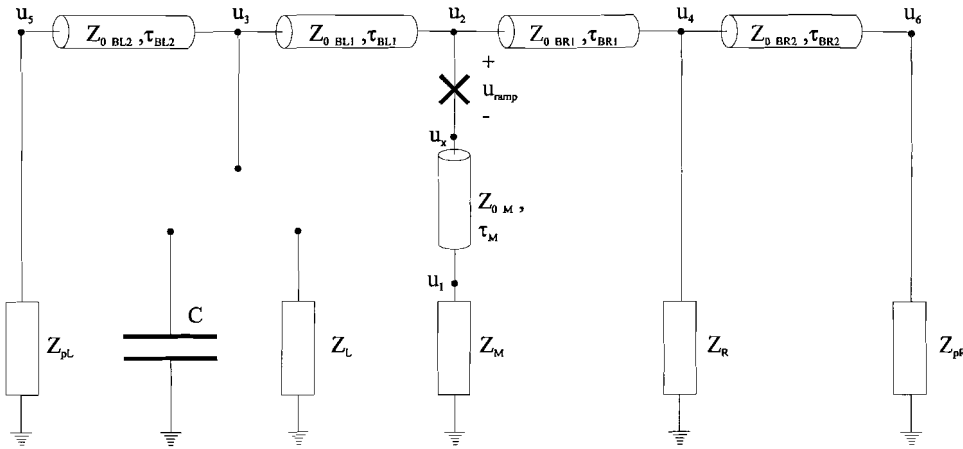 u₅
Z₀ BL2 , τBL2
u₃
Z₀ BL1 , τBL1
u₂
Z₀ BR1 , τBR1
u₄
Z₀ BR2 , τBR2
u₆
+
uramp
-
uₓ
Z₀ M ,
τM
u₁
ZpL
C
ZL
ZM
ZR
ZpR